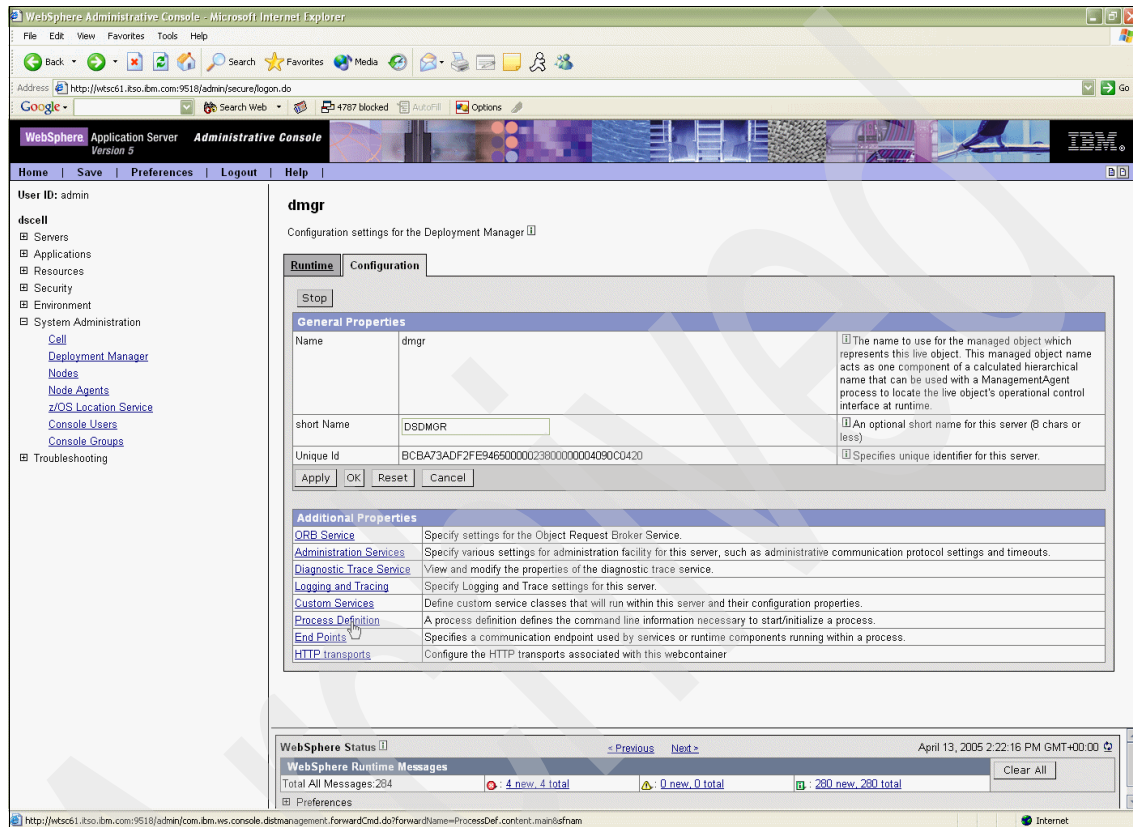 WebSphere Administrative Console - Microsoft Internet Explorer
File Edit View Favorites Tools Help
Back Search Favorites Media
Address http://wtsc61.itso.ibm.com:9518/admin/secure/logon.do Go
Google Search Web 4787 blocked AutoFill Options
WebSphere Application Server Administrative Console
Version 5
IBM
Home | Save | Preferences | Logout | Help |
User ID: admin
dscell
Servers
Applications
Resources
Security
Environment
System Administration
Cell
Deployment Manager
Nodes
Node Agents
z/OS Location Service
Console Users
Console Groups
Troubleshooting
dmgr
Configuration settings for the Deployment Manager
Runtime Configuration
Stop
General Properties
Name dmgr The name to use for the managed object which
represents this live object. This managed object name
acts as one component of a calculated hierarchical
name that can be used with a ManagementAgent
process to locate the live object's operational control
interface at runtime.
short Name DSDMGR An optional short name for this server (8 chars or
less)
Unique Id BCBA73ADF2FE946500000238000000004090C0420 Specifies unique identifier for this server.
Apply OK Reset Cancel
Additional Properties
ORB Service Specify settings for the Object Request Broker Service.
Administration Services Specify various settings for administration facility for this server, such as administrative communication protocol settings and timeouts.
Diagnostic Trace Service View and modify the properties of the diagnostic trace service.
Logging and Tracing Specify Logging and Trace settings for this server.
Custom Services Define custom service classes that will run within this server and their configuration properties.
Process Definition A process definition defines the command line information necessary to start/initialize a process.
End Points Specifies a communication endpoint used by services or runtime components running within a process.
HTTP transports Configure the HTTP transports associated with this webcontainer
WebSphere Status < Previous Next > April 13, 2005 2:22:16 PM GMT+00:00
WebSphere Runtime Messages Clear All
Total All Messages:284 : 4 new, 4 total : 0 new, 0 total : 280 new, 280 total
Preferences
http://wtsc61.itso.ibm.com:9518/admin/com.ibm.ws.console.distmanagement.forwardCmd.do?forwardName=ProcessDef.content.main&sfnam Internet
Archived